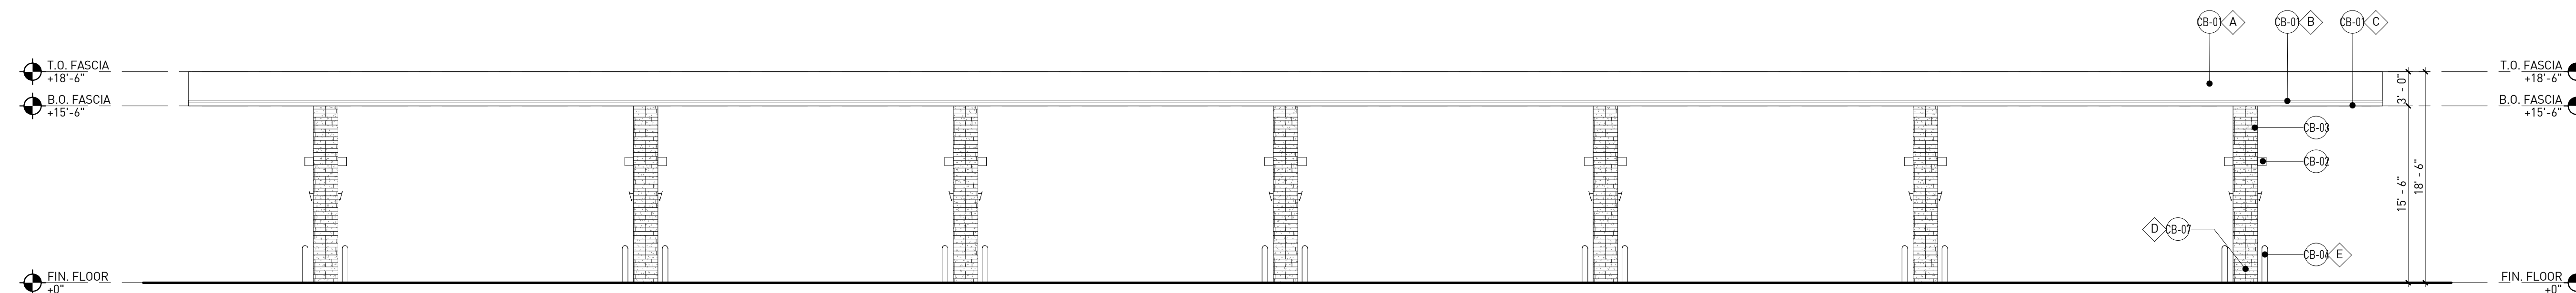 CB-01 A CB-01 B CB-01 C
T.O. FASCIA
+18'-6"
B.O. FASCIA
+15'-6"
FIN. FLOOR
+0"
3' - 0"
CB-03
CB-02
15' - 6"
18' - 6"
D CB-07
CB-04 E
T.O. FASCIA
+18'-6"
B.O. FASCIA
+15'-6"
FIN. FLOOR
+0"